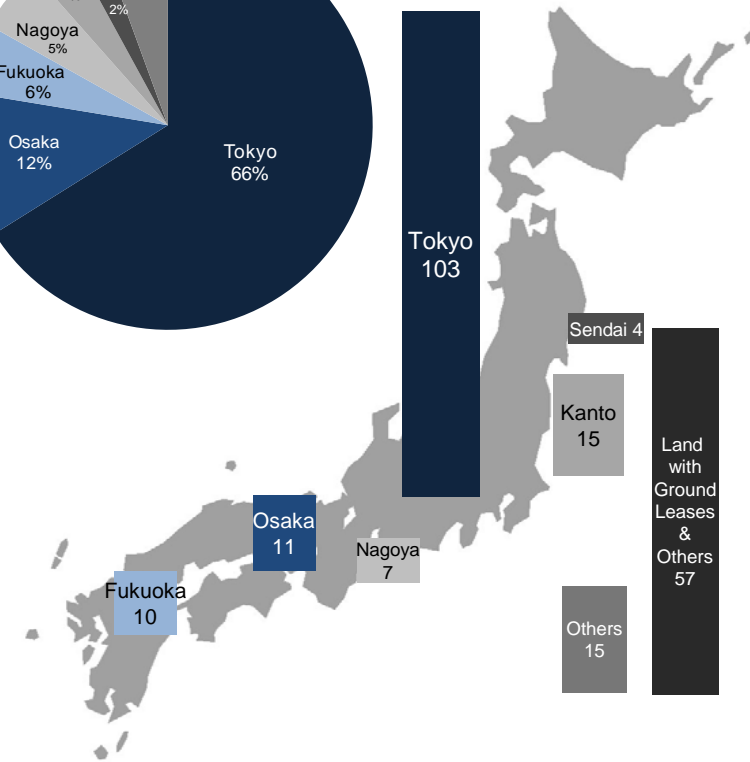 2%
Nagoya
5%
Fukuoka
6%
Osaka
12%
Tokyo
66%
Tokyo
103
Sendai 4
Kanto
15
Land
with
Ground
Leases
&
Others
57
Osaka
11
Nagoya
7
Fukuoka
10
Others
15